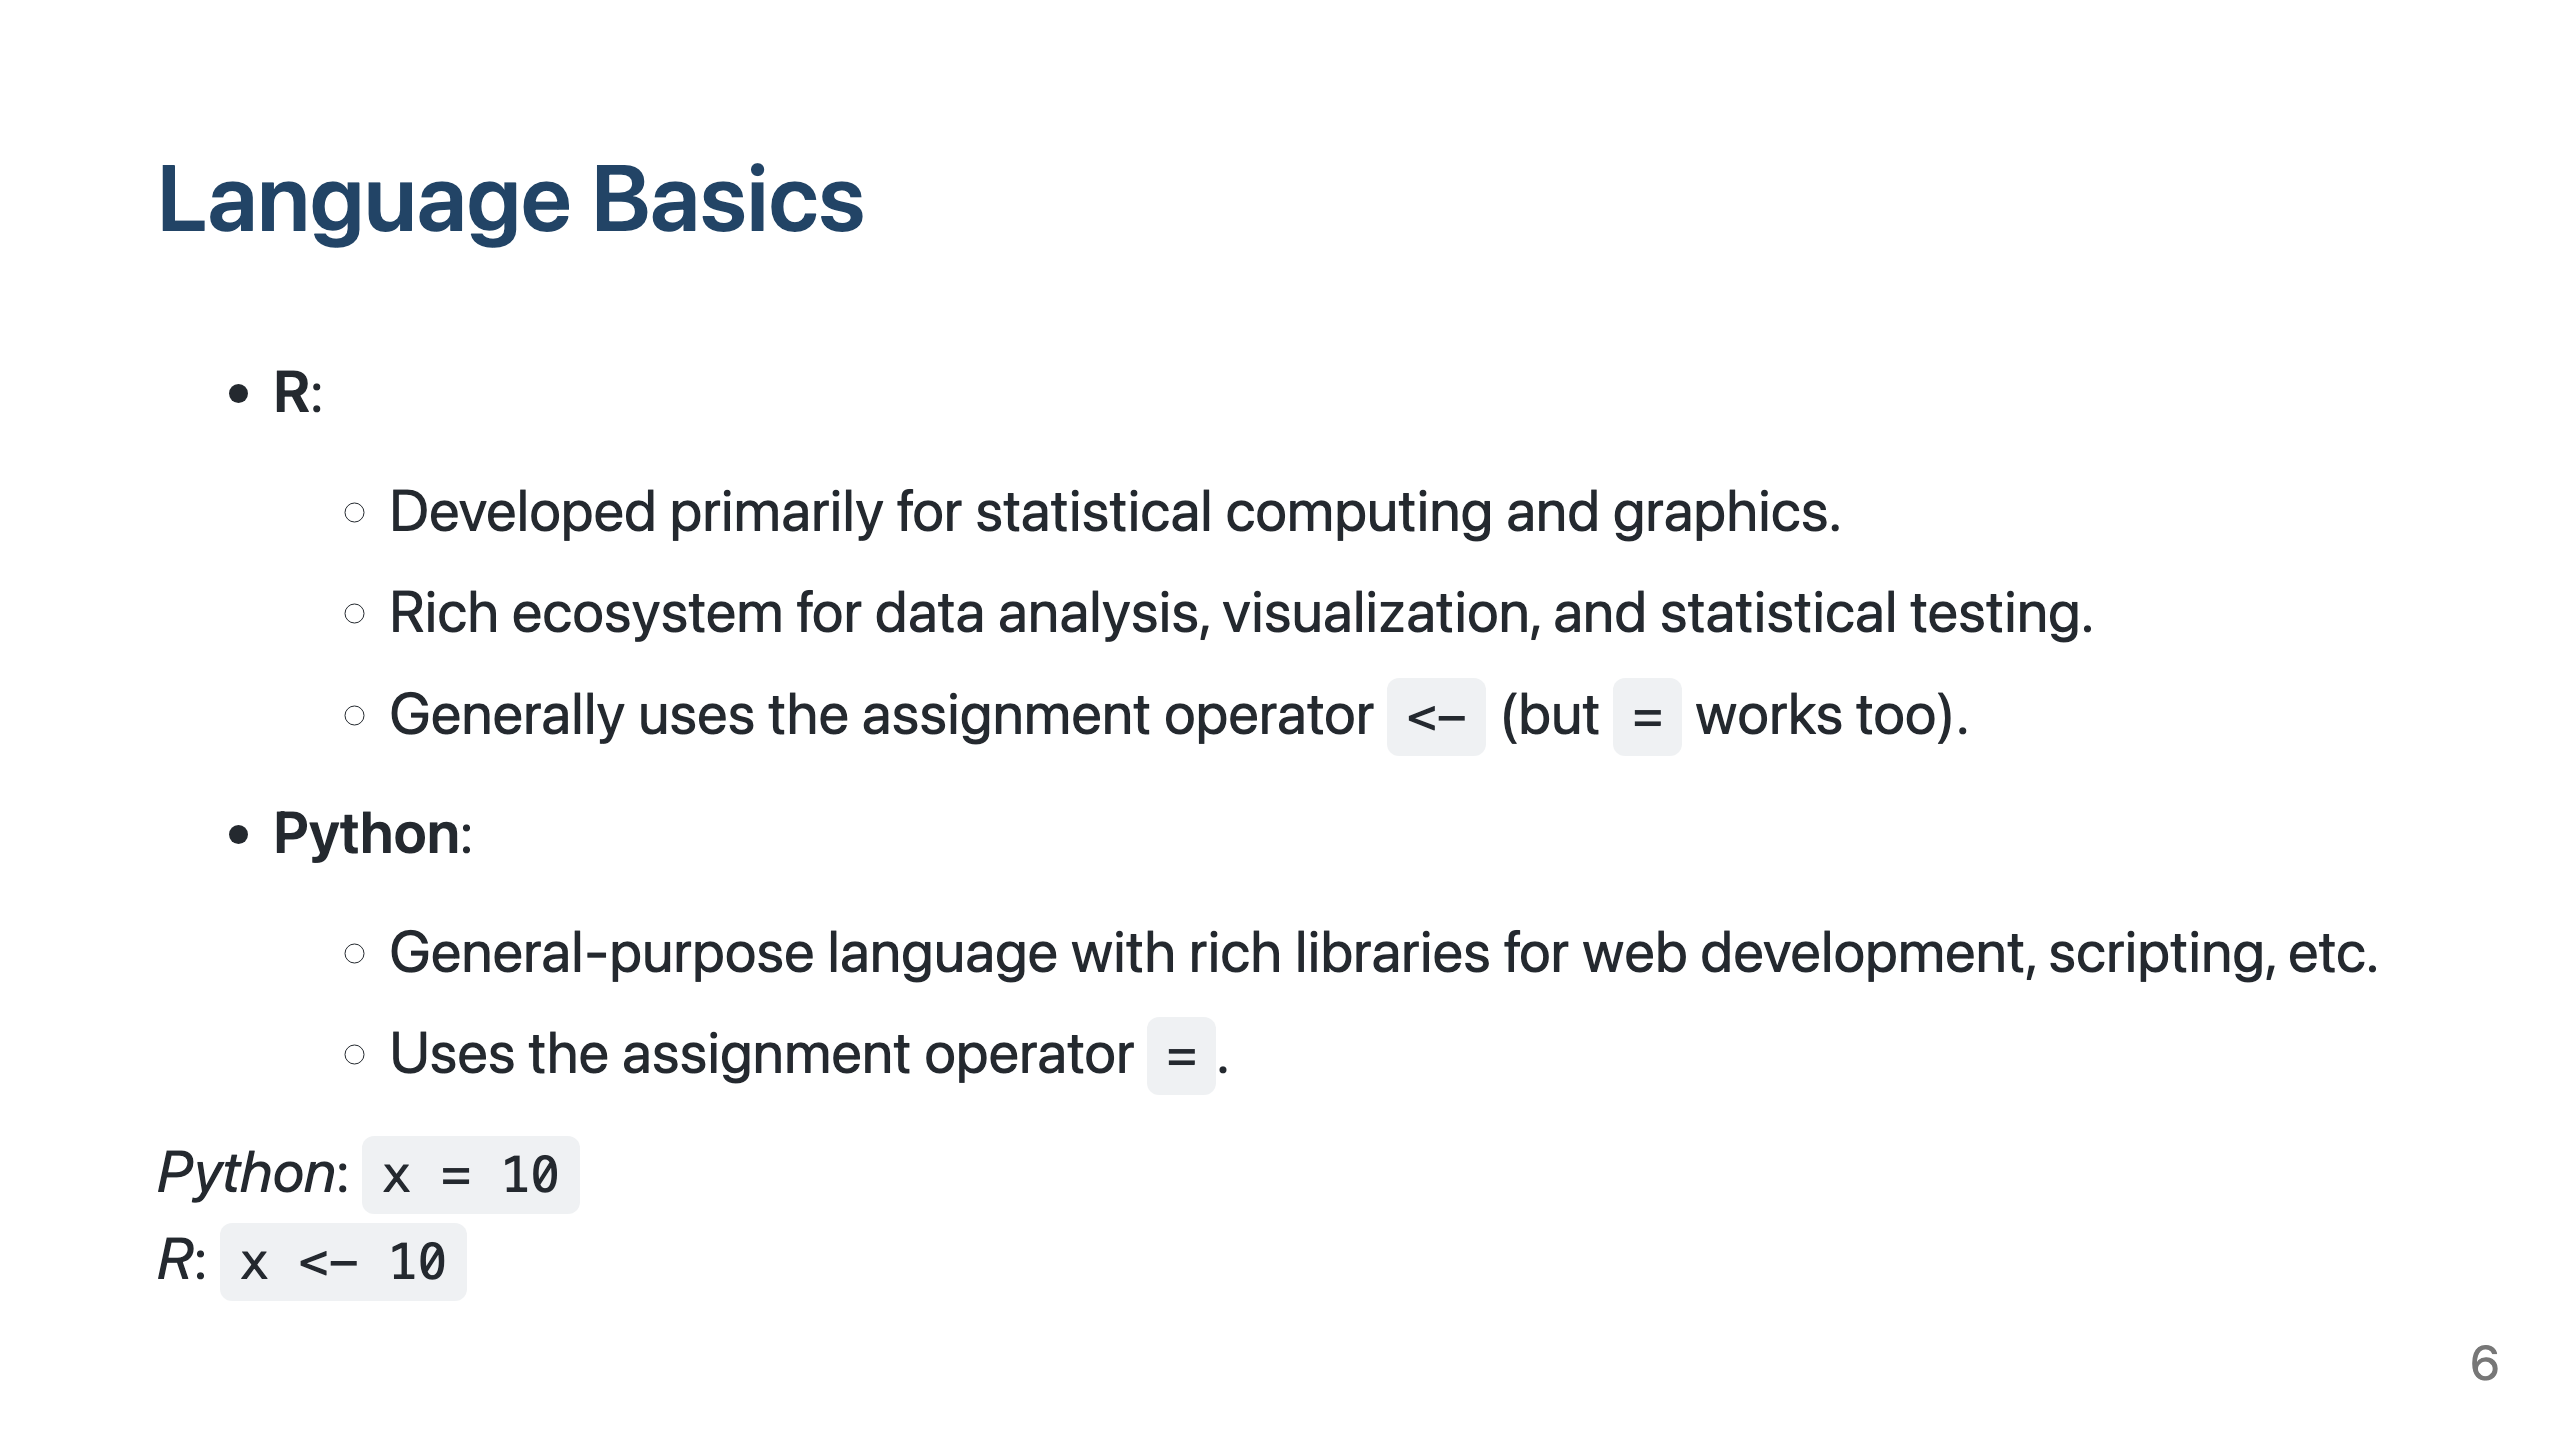 Language Basics
• R:
○ Developed primarily for statistical computing and graphics.
○ Rich ecosystem for data analysis, visualization, and statistical testing.
○ Generally uses the assignment operator <- (but = works too).
• Python:
○ General-purpose language with rich libraries for web development, scripting, etc.
○ Uses the assignment operator =.
Python: x = 10
R: x <- 10
6